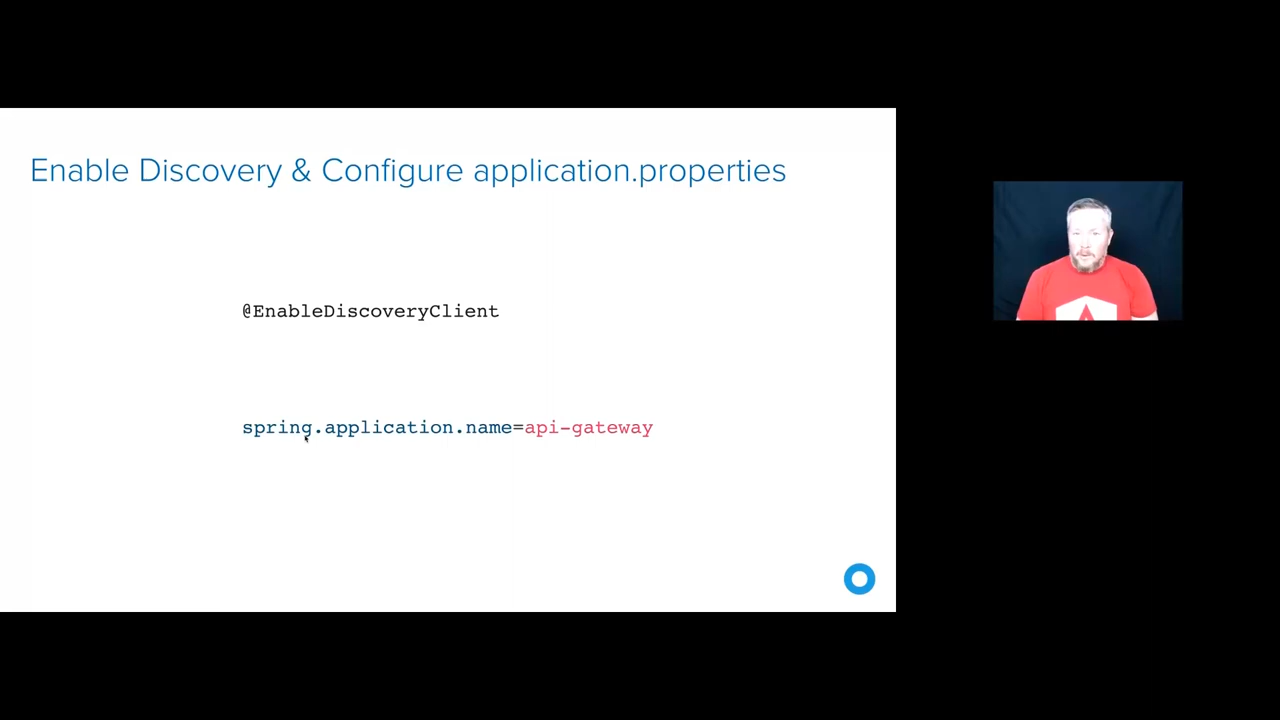 Enable Discovery & Configure application.properties
@EnableDiscoveryClient
spring.application.name=api-gateway